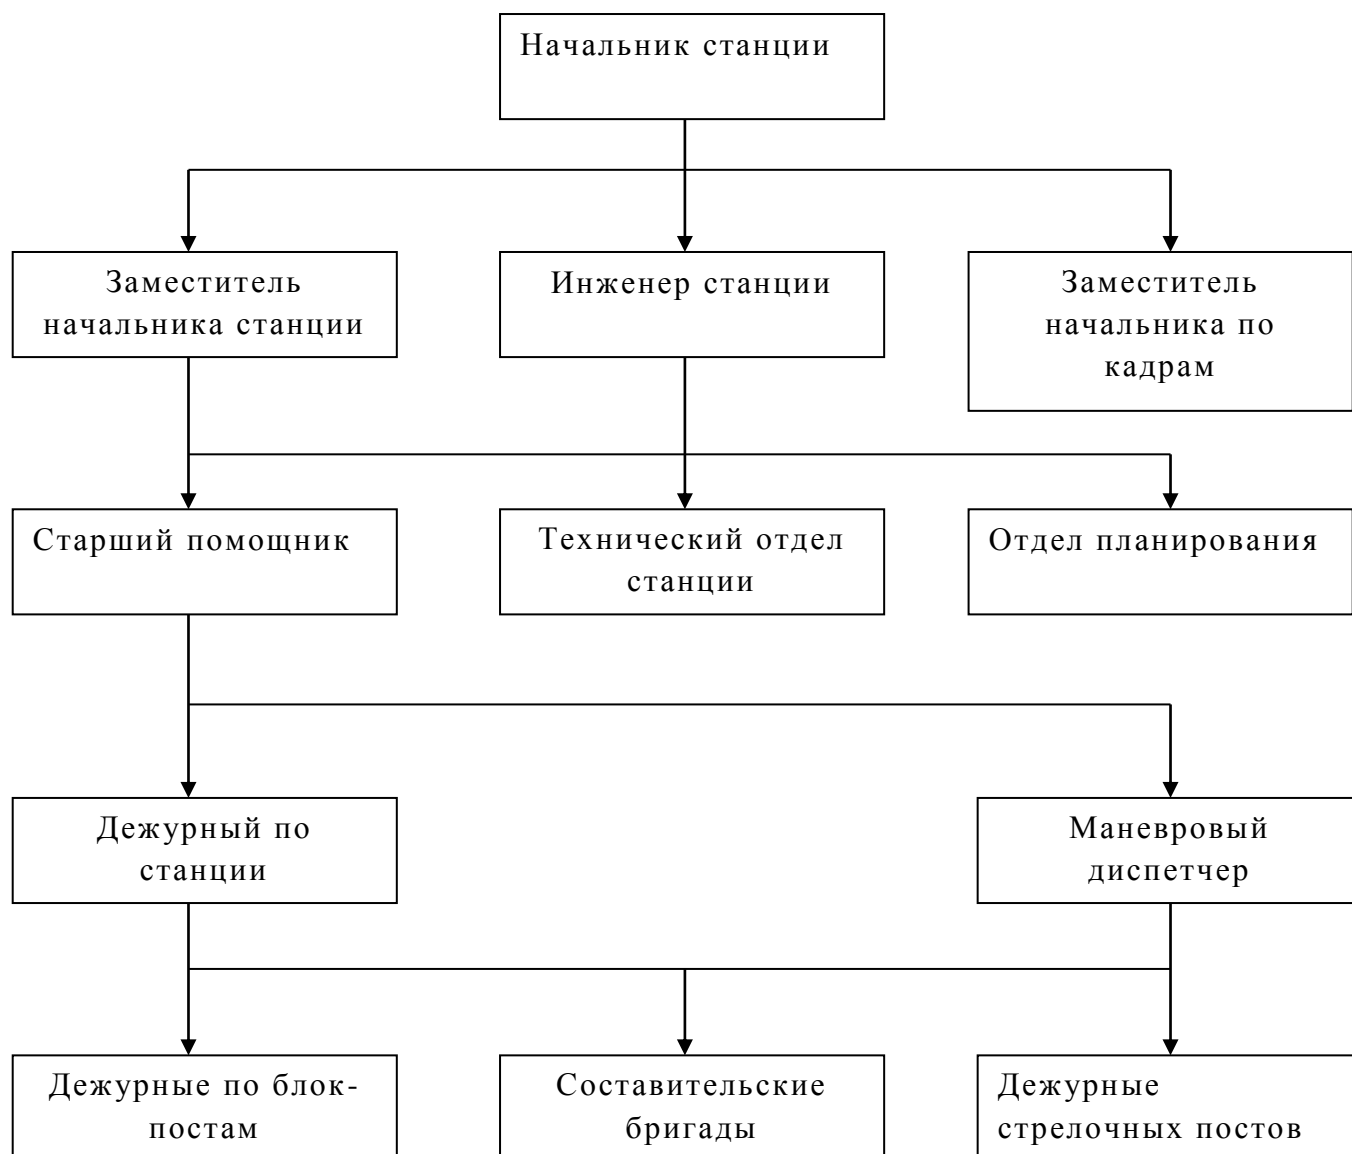 Начальник станции
Заместитель
начальника станции
Инженер станции
Заместитель
начальника по
кадрам
Старший помощник
Технический отдел
станции
Отдел планирования
Дежурный по
станции
Маневровый
диспетчер
Дежурные по блок-
постам
Составительские
бригады
Дежурные
стрелочных постов